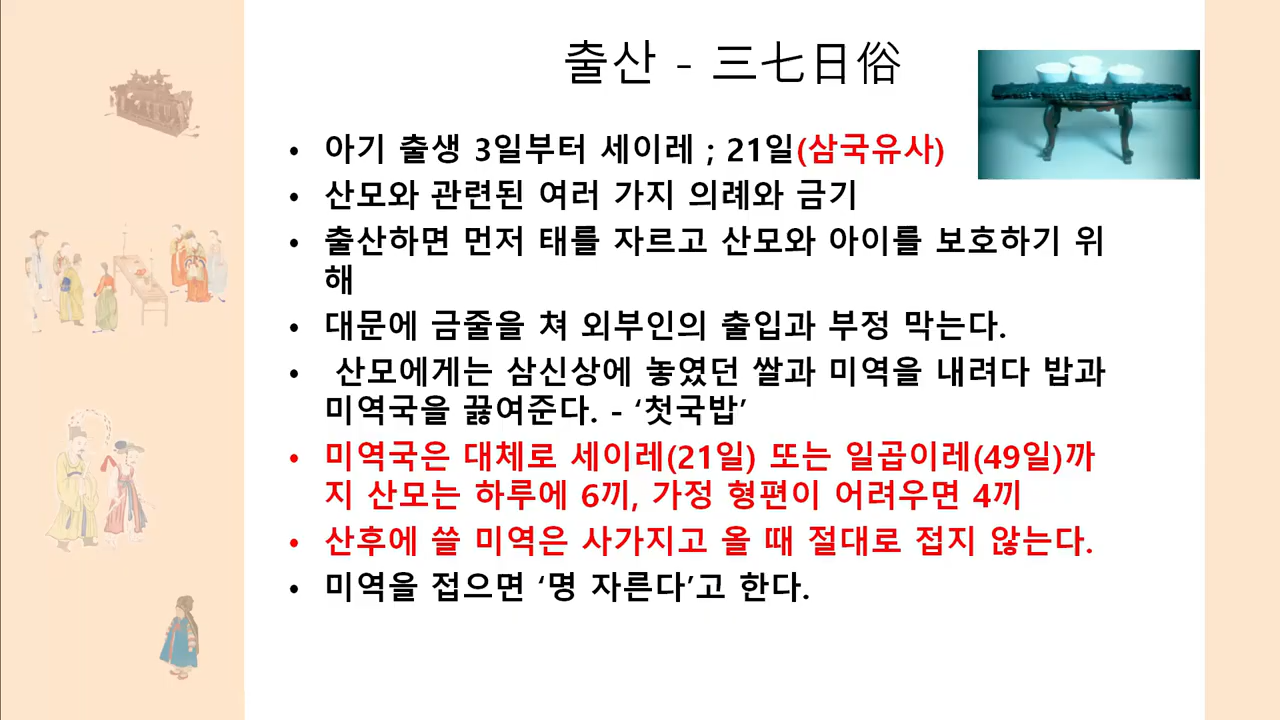 출산 - 三七日俗
• 아기 출생 3일부터 세이레 ; 21일(삼국유사)
• 산모와 관련된 여러 가지 의례와 금기
• 출산하면 먼저 태를 자르고 산모와 아이를 보호하기 위
해
• 대문에 금줄을 쳐 외부인의 출입과 부정 막는다.
• 산모에게는 삼신상에 놓였던 쌀과 미역을 내려다 밥과
미역국을 끓여준다. - ‘첫국밥’
• 미역국은 대체로 세이레(21일) 또는 일곱이레(49일)까
지 산모는 하루에 6끼, 가정 형편이 어려우면 4끼
• 산후에 쓸 미역은 사가지고 올 때 절대로 접지 않는다.
• 미역을 접으면 ‘명 자른다’고 한다.